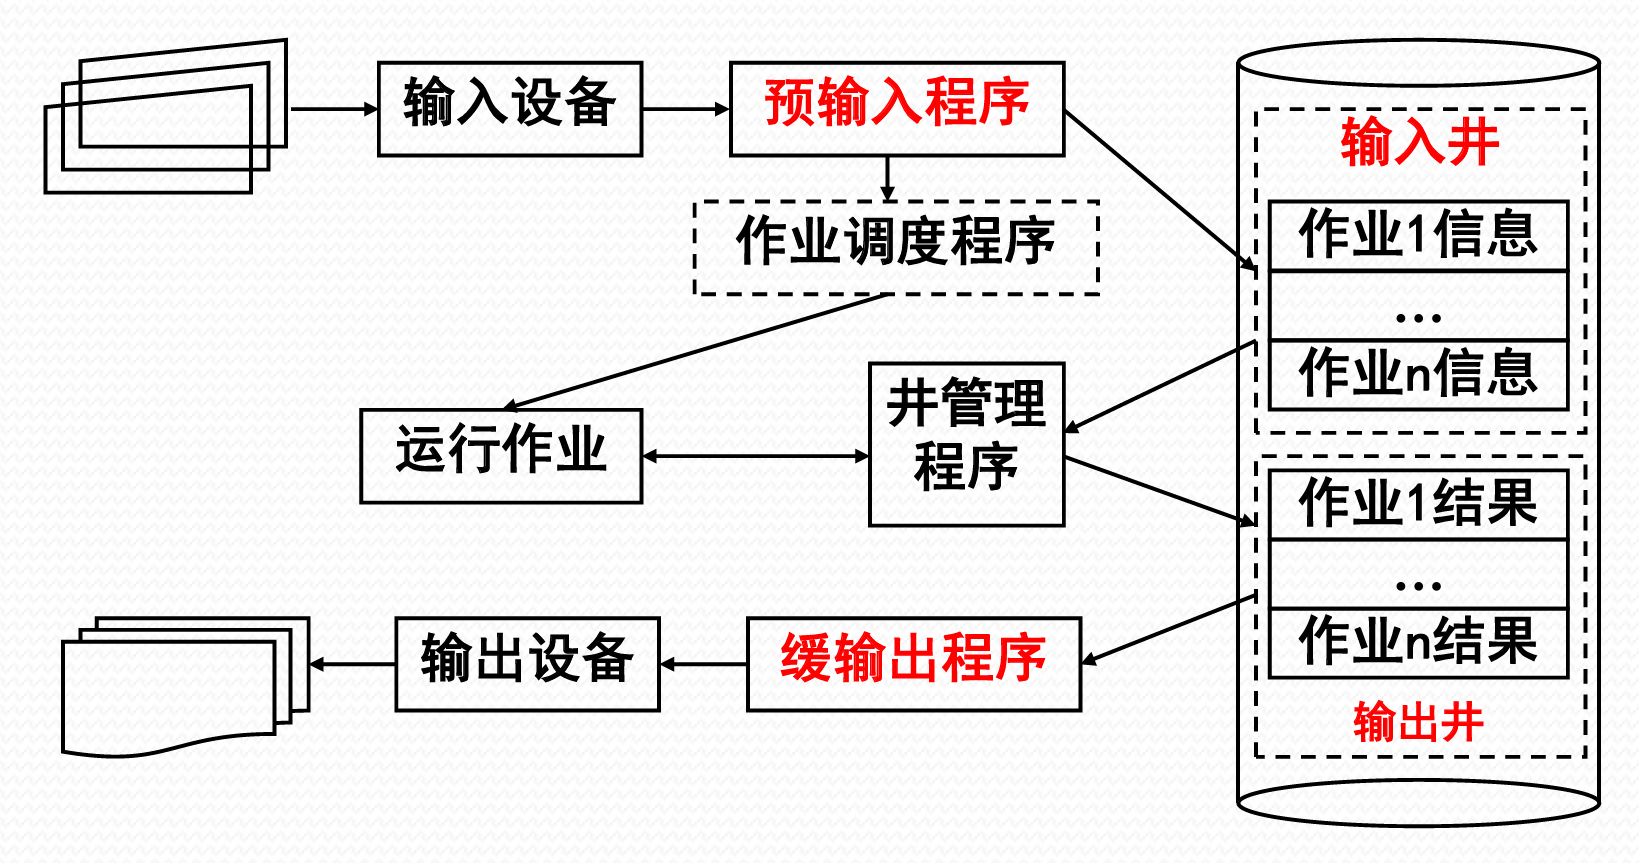 输入设备
预输入程序
输入井
作业调度程序
作业1信息
...
作业n信息
运行作业
井管理
程序
作业1结果
...
作业n结果
输出设备
缓输出程序
输出井